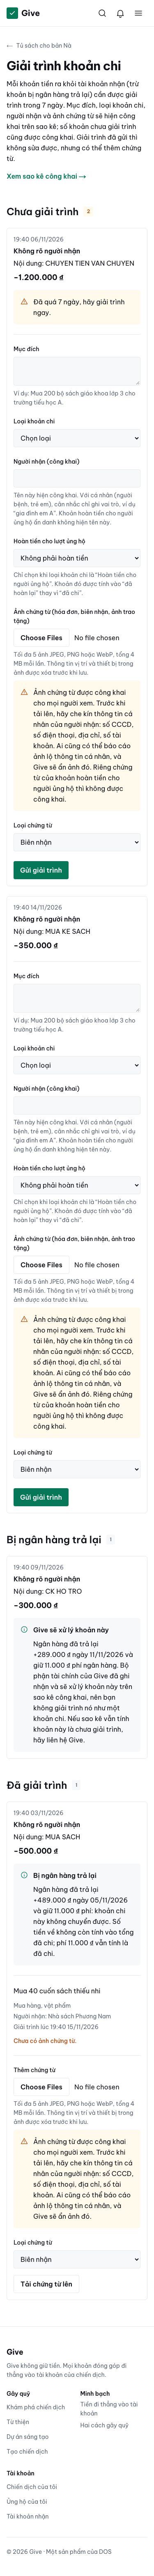 Give
← Tủ sách cho bản Nà
Giải trình khoản chi
Mỗi khoản tiền ra khỏi tài khoản nhận (trừ
khoản bị ngân hàng trả lại) cần được giải
trình trong 7 ngày. Mục đích, loại khoản chi,
người nhận và ảnh chứng từ sẽ hiện công
khai trên sao kê; số khoản chưa giải trình
cũng được công khai. Giải trình đã gửi thì
không sửa được, nhưng có thể thêm chứng
từ.
Xem sao kê công khai →
Chưa giải trình 2
19:40 06/11/2026
Không rõ người nhận
Nội dung: CHUYEN TIEN VAN CHUYEN
−1.200.000 ₫
Đã quá 7 ngày, hãy giải trình
ngay.
Mục đích
Ví dụ: Mua 200 bộ sách giáo khoa lớp 3 cho
trường tiểu học A.
Loại khoản chi
Chọn loại
Người nhận (công khai)
Tên này hiện công khai. Với cá nhân (người
bệnh, trẻ em), cân nhắc chỉ ghi vai trò, ví dụ
“gia đình em A”. Khoản hoàn tiền cho người
ủng hộ ẩn danh không hiện tên này.
Hoàn tiền cho lượt ủng hộ
Không phải hoàn tiền
Chỉ chọn khi loại khoản chi là “Hoàn tiền cho
người ủng hộ”. Khoản đó được tính vào “đã
hoàn lại” thay vì “đã chi”.
Ảnh chứng từ (hóa đơn, biên nhận, ảnh trao
tặng)
Choose Files No file chosen
Tối đa 5 ảnh JPEG, PNG hoặc WebP, tổng 4
MB mỗi lần. Thông tin vị trí và thiết bị trong
ảnh được xóa trước khi lưu.
Ảnh chứng từ được công khai
cho mọi người xem. Trước khi
tải lên, hãy che kín thông tin cá
nhân của người nhận: số CCCD,
số điện thoại, địa chỉ, số tài
khoản. Ai cũng có thể báo cáo
ảnh lộ thông tin cá nhân, và
Give sẽ ẩn ảnh đó. Riêng chứng
từ của khoản hoàn tiền cho
người ủng hộ thì không được
công khai.
Loại chứng từ
Biên nhận
Gửi giải trình
19:40 14/11/2026
Không rõ người nhận
Nội dung: MUA KE SACH
−350.000 ₫
Mục đích
Ví dụ: Mua 200 bộ sách giáo khoa lớp 3 cho
trường tiểu học A.
Loại khoản chi
Chọn loại
Người nhận (công khai)
Tên này hiện công khai. Với cá nhân (người
bệnh, trẻ em), cân nhắc chỉ ghi vai trò, ví dụ
“gia đình em A”. Khoản hoàn tiền cho người
ủng hộ ẩn danh không hiện tên này.
Hoàn tiền cho lượt ủng hộ
Không phải hoàn tiền
Chỉ chọn khi loại khoản chi là “Hoàn tiền cho
người ủng hộ”. Khoản đó được tính vào “đã
hoàn lại” thay vì “đã chi”.
Ảnh chứng từ (hóa đơn, biên nhận, ảnh trao
tặng)
Choose Files No file chosen
Tối đa 5 ảnh JPEG, PNG hoặc WebP, tổng 4
MB mỗi lần. Thông tin vị trí và thiết bị trong
ảnh được xóa trước khi lưu.
Ảnh chứng từ được công khai
cho mọi người xem. Trước khi
tải lên, hãy che kín thông tin cá
nhân của người nhận: số CCCD,
số điện thoại, địa chỉ, số tài
khoản. Ai cũng có thể báo cáo
ảnh lộ thông tin cá nhân, và
Give sẽ ẩn ảnh đó. Riêng chứng
từ của khoản hoàn tiền cho
người ủng hộ thì không được
công khai.
Loại chứng từ
Biên nhận
Gửi giải trình
Bị ngân hàng trả lại 1
19:40 09/11/2026
Không rõ người nhận
Nội dung: CK HO TRO
−300.000 ₫
Give sẽ xử lý khoản này
Ngân hàng đã trả lại
+289.000 ₫ ngày 11/11/2026 và
giữ 11.000 ₫ phí ngân hàng. Bộ
phận tài chính của Give đã ghi
nhận và sẽ xử lý khoản này trên
sao kê công khai, nên bạn
không giải trình nó như một
khoản chi. Nếu sao kê vẫn tính
khoản này là chưa giải trình,
hãy liên hệ Give.
Đã giải trình 1
19:40 03/11/2026
Không rõ người nhận
Nội dung: MUA SACH
−500.000 ₫
Bị ngân hàng trả lại
Ngân hàng đã trả lại
+489.000 ₫ ngày 05/11/2026
và giữ 11.000 ₫ phí: khoản chi
này không chuyển được. Số
tiền về không còn tính vào tổng
đã chi; phí 11.000 ₫ vẫn tính là
đã chi.
Mua 40 cuốn sách thiếu nhi
Mua hàng, vật phẩm
Người nhận: Nhà sách Phương Nam
Giải trình lúc 19:40 15/11/2026
Chưa có ảnh chứng từ.
Thêm chứng từ
Choose Files No file chosen
Tối đa 5 ảnh JPEG, PNG hoặc WebP, tổng 4
MB mỗi lần. Thông tin vị trí và thiết bị trong
ảnh được xóa trước khi lưu.
Ảnh chứng từ được công khai
cho mọi người xem. Trước khi
tải lên, hãy che kín thông tin cá
nhân của người nhận: số CCCD,
số điện thoại, địa chỉ, số tài
khoản. Ai cũng có thể báo cáo
ảnh lộ thông tin cá nhân, và
Give sẽ ẩn ảnh đó.
Loại chứng từ
Biên nhận
Tải chứng từ lên
Give
Give không giữ tiền. Mọi khoản đóng góp đi
thẳng vào tài khoản của chiến dịch.
Gây quỹ
Khám phá chiến dịch
Từ thiện
Dự án sáng tạo
Tạo chiến dịch
Minh bạch
Tiền đi thẳng vào tài
khoản
Hai cách gây quỹ
Tài khoản
Chiến dịch của tôi
Ủng hộ của tôi
Tài khoản nhận
© 2026 Give · Một sản phẩm của DOS